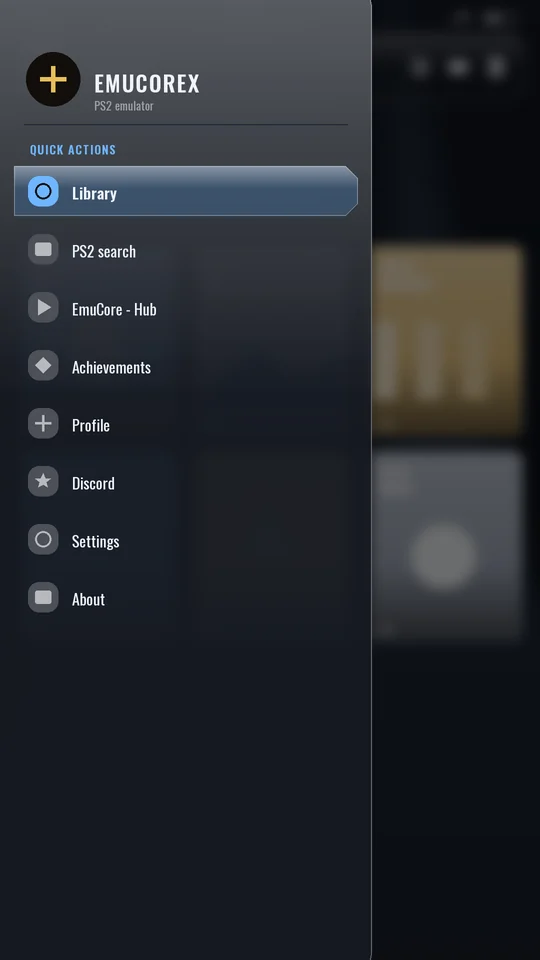 EMUCOREX
PS2 emulator
QUICK ACTIONS
Library
PS2 search
EmuCore - Hub
Achievements
Profile
Discord
Settings
About